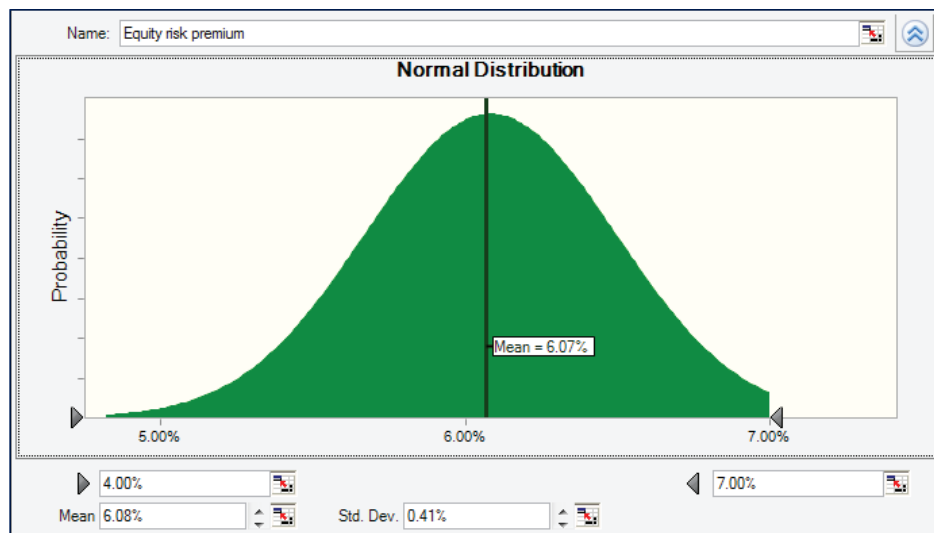 Name: Equity risk premium
Normal Distribution
Probability
Mean = 6.07%
5.00% 6.00% 7.00%
4.00% 7.00%
Mean 6.08% Std. Dev. 0.41%